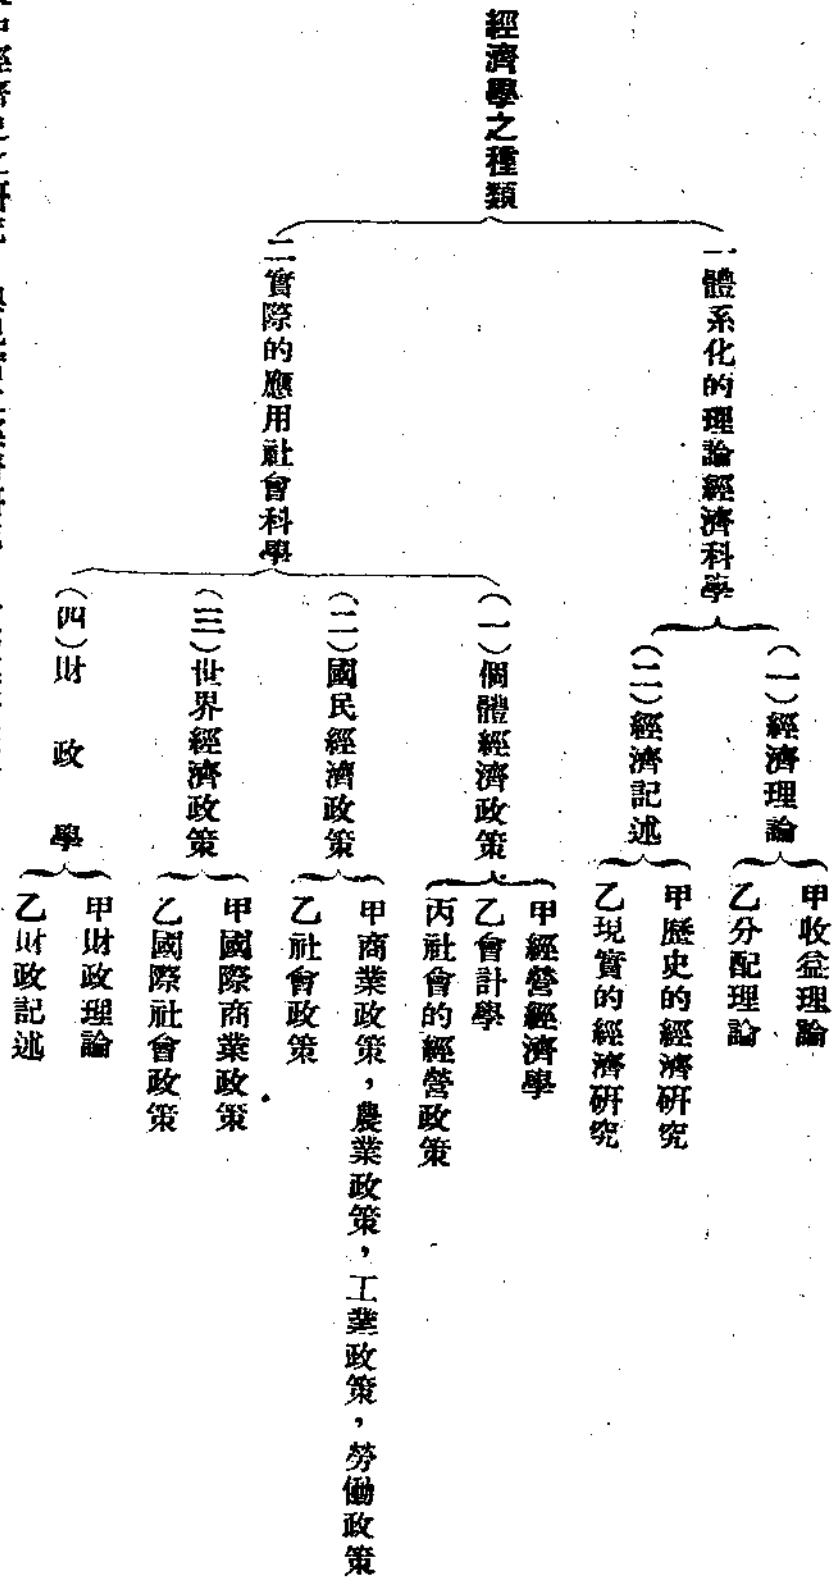 經濟學之種類
一體系化的理論經濟科學
(一)經濟理論
甲收益理論
乙分配理論
(二)經濟記述
甲歷史的經濟研究
乙現實的經濟研究
二實際的應用社會科學
(一)個體經濟政策
甲經營經濟學
乙會計學
丙社會的經營政策
(二)國民經濟政策
甲商業政策，農業政策，工業政策，勞働政策
乙社會政策
(三)世界經濟政策
甲國際商業政策
乙國際社會政策
(四)財政學
甲財政理論
乙財政記述